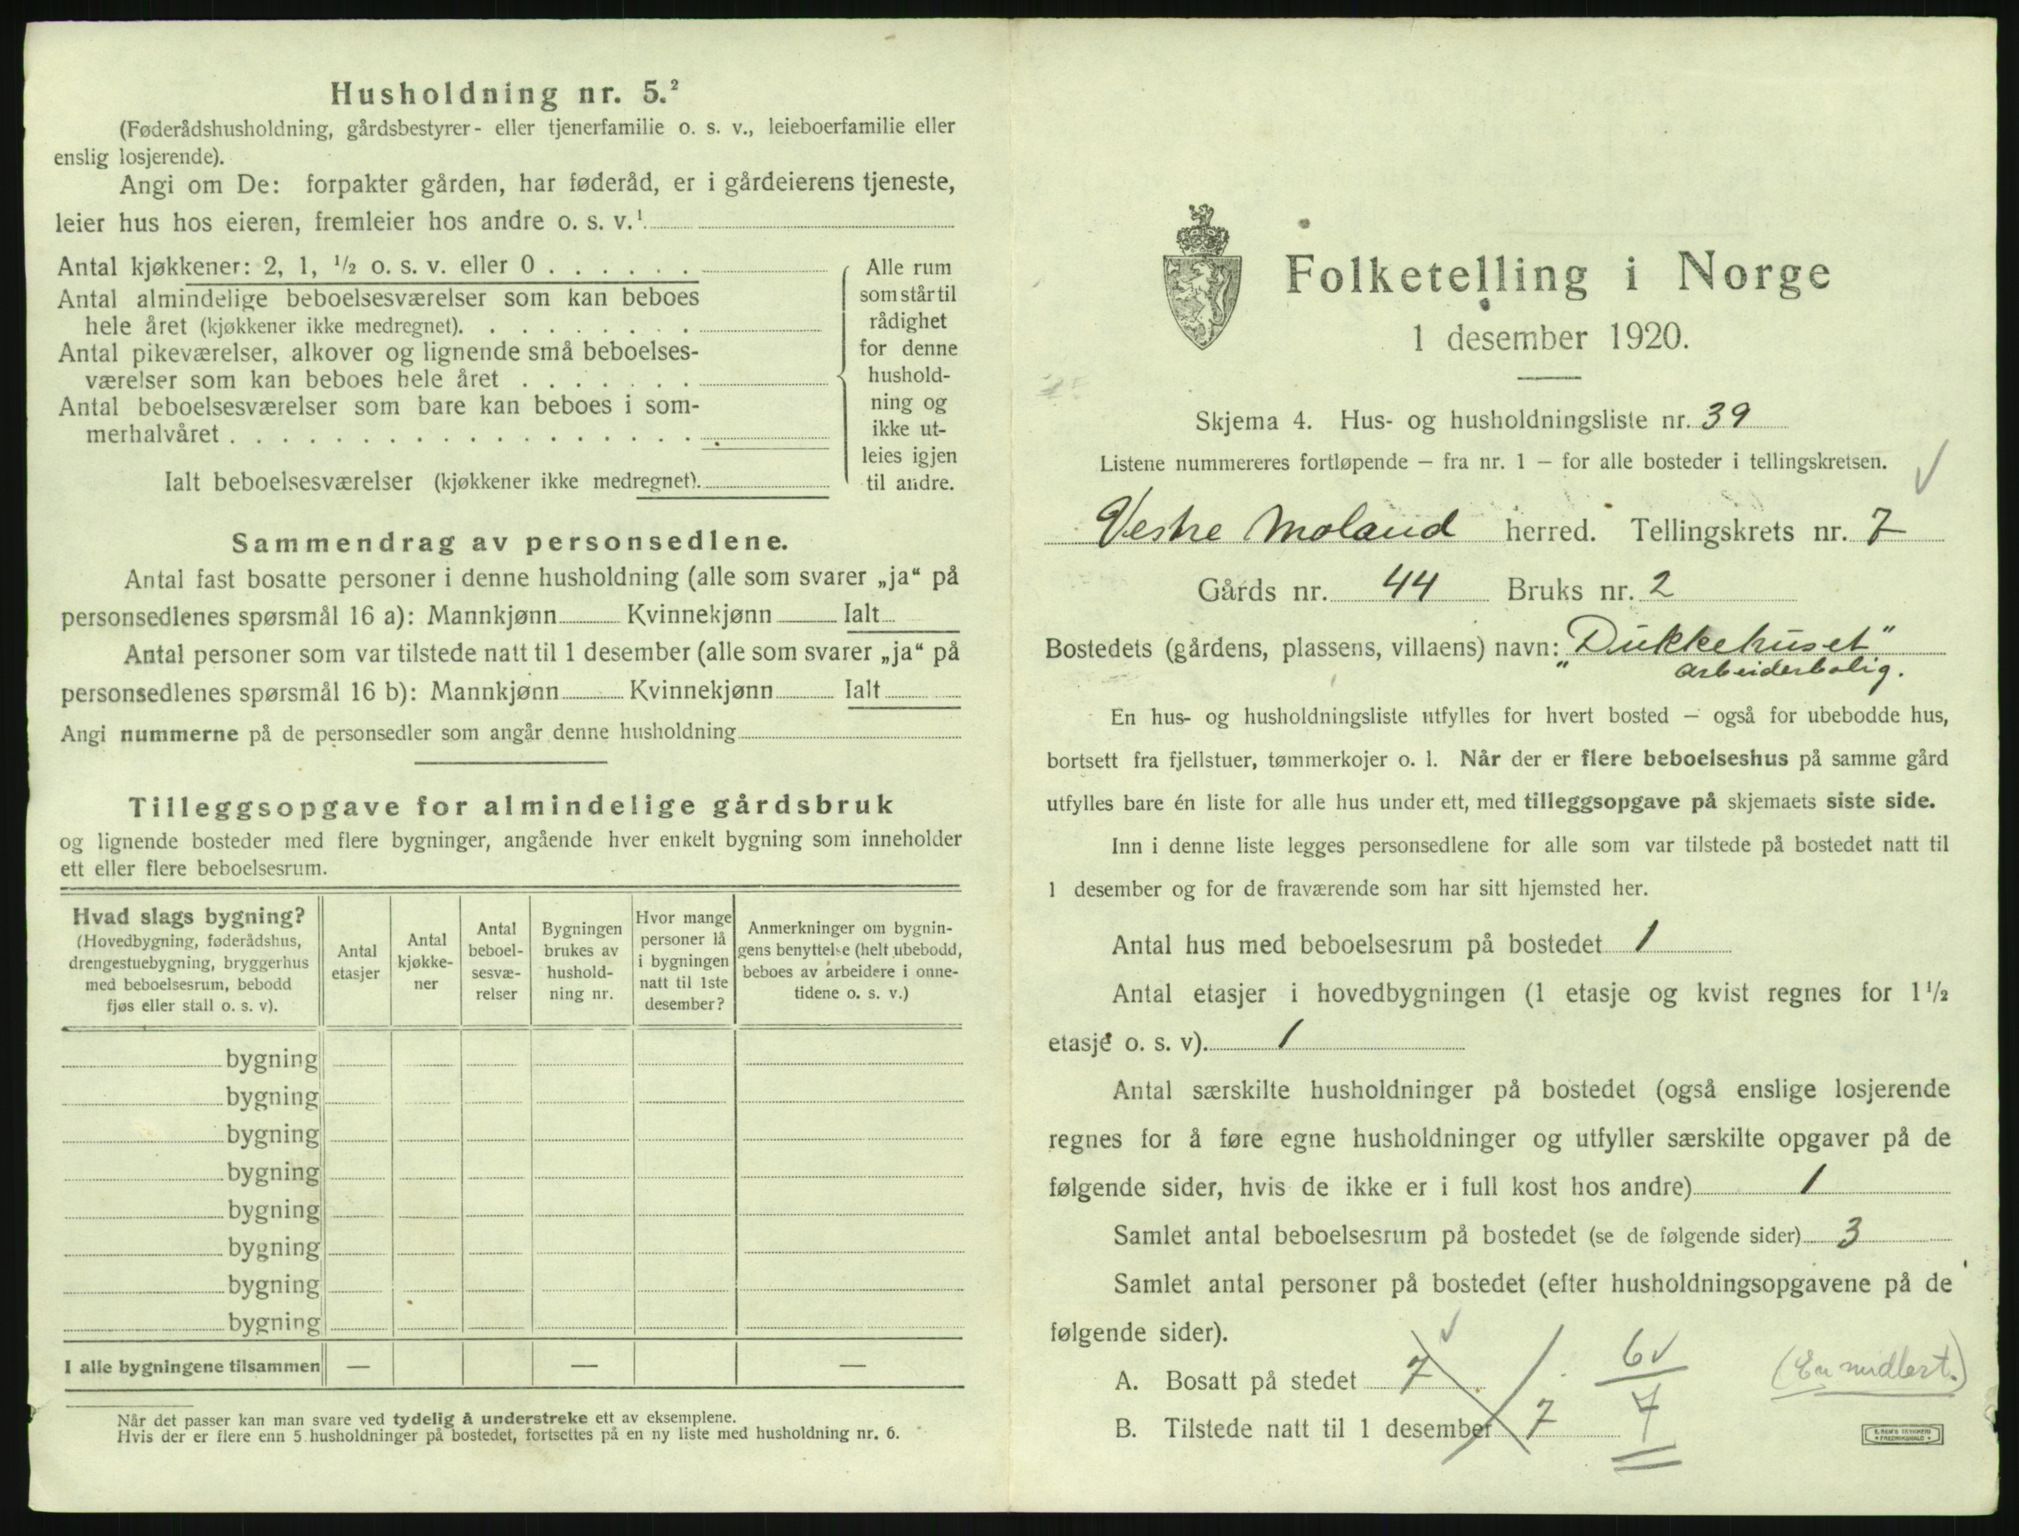 Husholdning nr. 5.²
(Føderådshusholdning, gårdsbestyrer- eller tjenerfamilie o. s. v., leieboerfamilie eller
enslig losjerende).
Angi om De: forpakter gården, har føderåd, er i gårdeierens tjeneste,
leier hus hos eieren, fremleier hos andre o. s. v.¹
Antal kjøkkener: 2, 1, ½ o. s. v. eller 0 . . . . . .
Antal almindelige beboelsesværelser som kan beboes
hele året (kjøkkener ikke medregnet). . . . . . . . .
Antal pikeværelser, alkover og lignende små beboelses-
værelser som kan beboes hele året . . . . . . .
Antal beboelsesværelser som bare kan beboes i som-
merhalvåret . . . . . . . . . . . . . . . . . .
Ialt beboelsesværelser (kjøkkener ikke medregnet).
Alle rum
som står til
rådighet
for denne
hushold-
ning og
ikke ut-
leies igjen
til andre.
Sammendrag av personsedlene.
Antal fast bosatte personer i denne husholdning (alle som svarer „ja“ på
personsedlenes spørsmål 16 a): Mannkjønn Kvinnekjønn Ialt
Antal personer som var tilstede natt til 1 desember (alle som svarer „ja“ på
personsedlenes spørsmål 16 b): Mannkjønn Kvinnekjønn Ialt
Angi nummerne på de personsedler som angår denne husholdning
Tilleggsopgave for almindelige gårdsbruk
og lignende bosteder med flere bygninger, angående hver enkelt bygning som inneholder
ett eller flere beboelsesrum.
Hvad slags bygning?
(Hovedbygning, føderådshus,
drengestuebygning, bryggerhus
med beboelsesrum, bebodd
fjøs eller stall o. s. v).
Antal
etasjer
Antal
kjøkke-
ner
Antal
beboel-
sesvæ-
relser
Bygningen
brukes av
hushold-
ning nr.
Hvor mange
personer lå
i bygningen
natt til 1ste
desember?
Anmerkninger om bygnin-
gens benyttelse (helt ubebodd,
beboes av arbeidere i onne-
tidene o. s. v.)
bygning
bygning
bygning
bygning
bygning
bygning
bygning
bygning
I alle bygningene tilsammen — — —
Når det passer kan man svare ved tydelig å understreke ett av eksemplene.
Hvis der er flere enn 5 husholdninger på bostedet, fortsettes på en ny liste med husholdning nr. 6.
Folketelling i Norge
1 desember 1920.
Skjema 4. Hus- og husholdningsliste nr. 39
Listene nummereres fortløpende – fra nr. 1 – for alle bosteder i tellingskretsen.
Vestre Moland herred. Tellingskrets nr. 7
Gårds nr. 44 Bruks nr. 2
Bostedets (gårdens, plassens, villaens) navn: "Dukkehuset"
Arbeiderbolig.
En hus- og husholdningsliste utfylles for hvert bosted – også for ubebodde hus,
bortsett fra fjellstuer, tømmerkojer o. l. Når der er flere beboelseshus på samme gård
utfylles bare én liste for alle hus under ett, med tilleggsopgave på skjemaets siste side.
Inn i denne liste legges personsedlene for alle som var tilstede på bostedet natt til
1 desember og for de fraværende som har sitt hjemsted her.
Antal hus med beboelsesrum på bostedet 1
Antal etasjer i hovedbygningen (1 etasje og kvist regnes for 1½
etasje o. s. v). 1
Antal særskilte husholdninger på bostedet (også enslige losjerende
regnes for å føre egne husholdninger og utfyller særskilte opgaver på de
følgende sider, hvis de ikke er i full kost hos andre) 1
Samlet antal beboelsesrum på bostedet (se de følgende sider) 3
Samlet antal personer på bostedet (efter husholdningsopgavene på de
følgende sider).
A. Bosatt på stedet 7 6 (En midlert.)
B. Tilstede natt til 1 desember 7 7